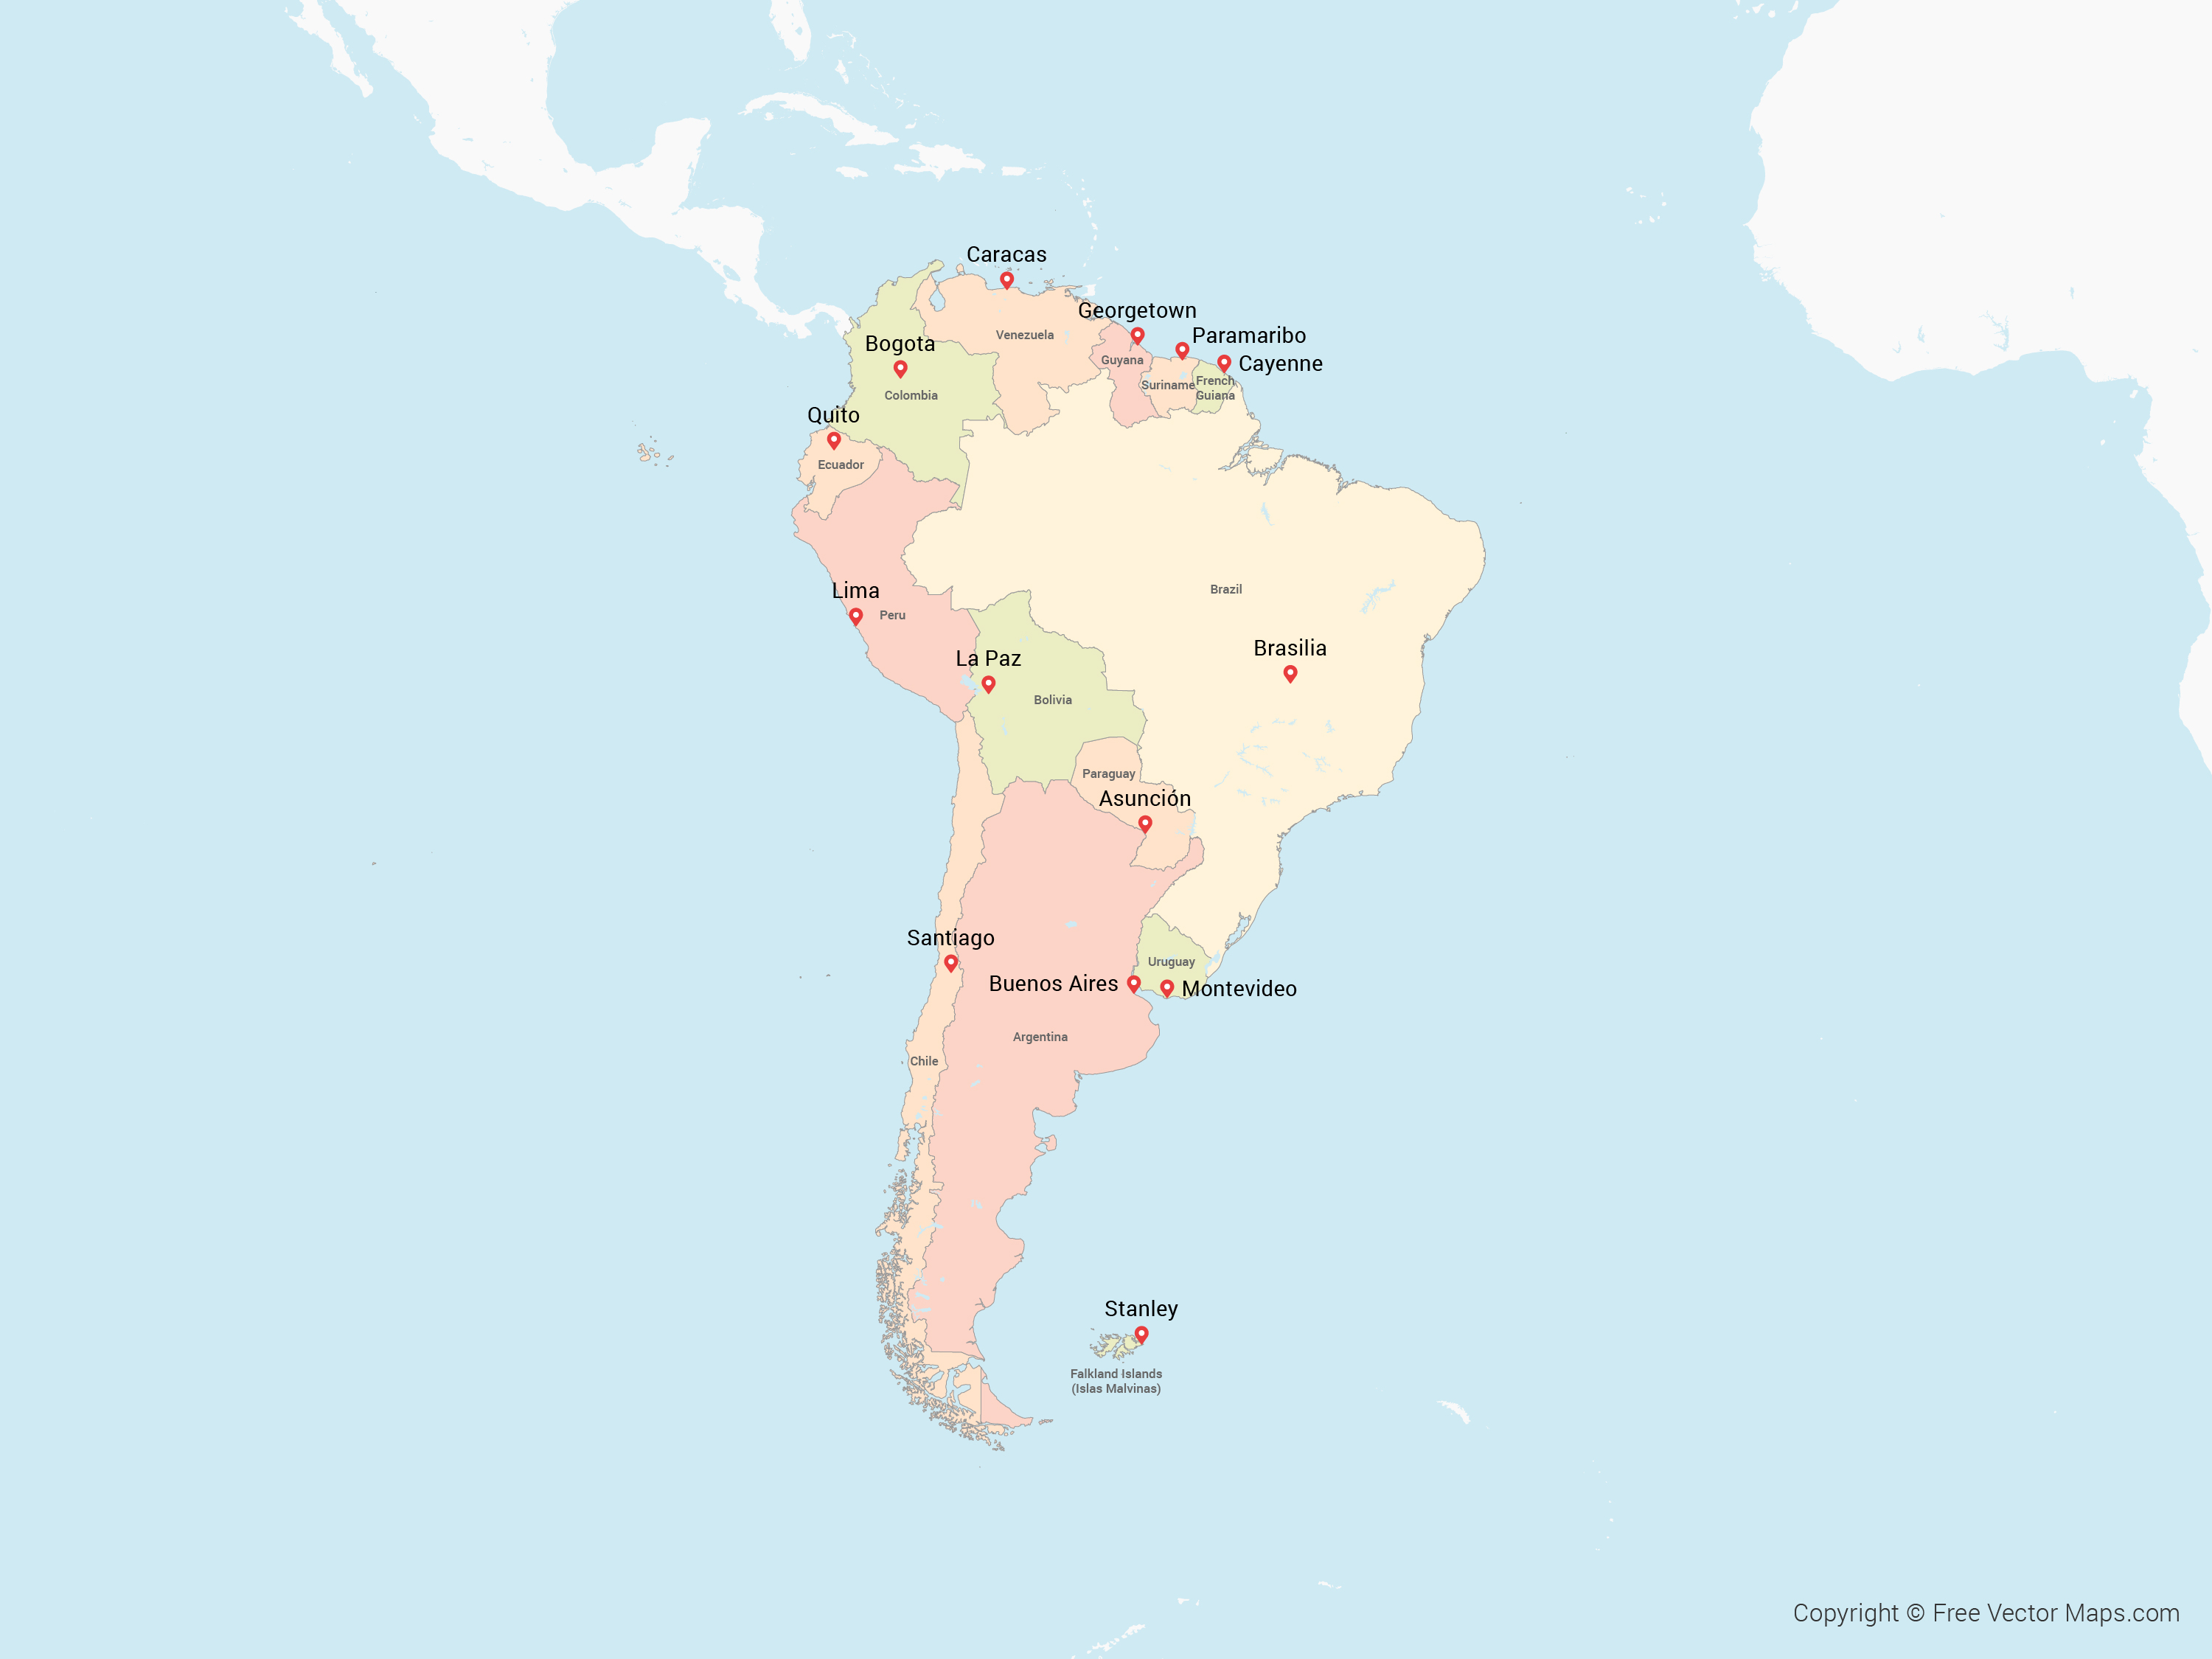 Caracas
Georgetown
Venezuela
Paramaribo
Bogota
Guyana
Cayenne
Suriname
French
Guiana
Colombia
Quito
Ecuador
Brazil
Lima
Peru
Brasilia
La Paz
Bolivia
Paraguay
Asunción
Santiago
Uruguay
Buenos Aires
Montevideo
Argentina
Chile
Stanley
Falkland Islands
(Islas Malvinas)
Copyright © Free Vector Maps.com